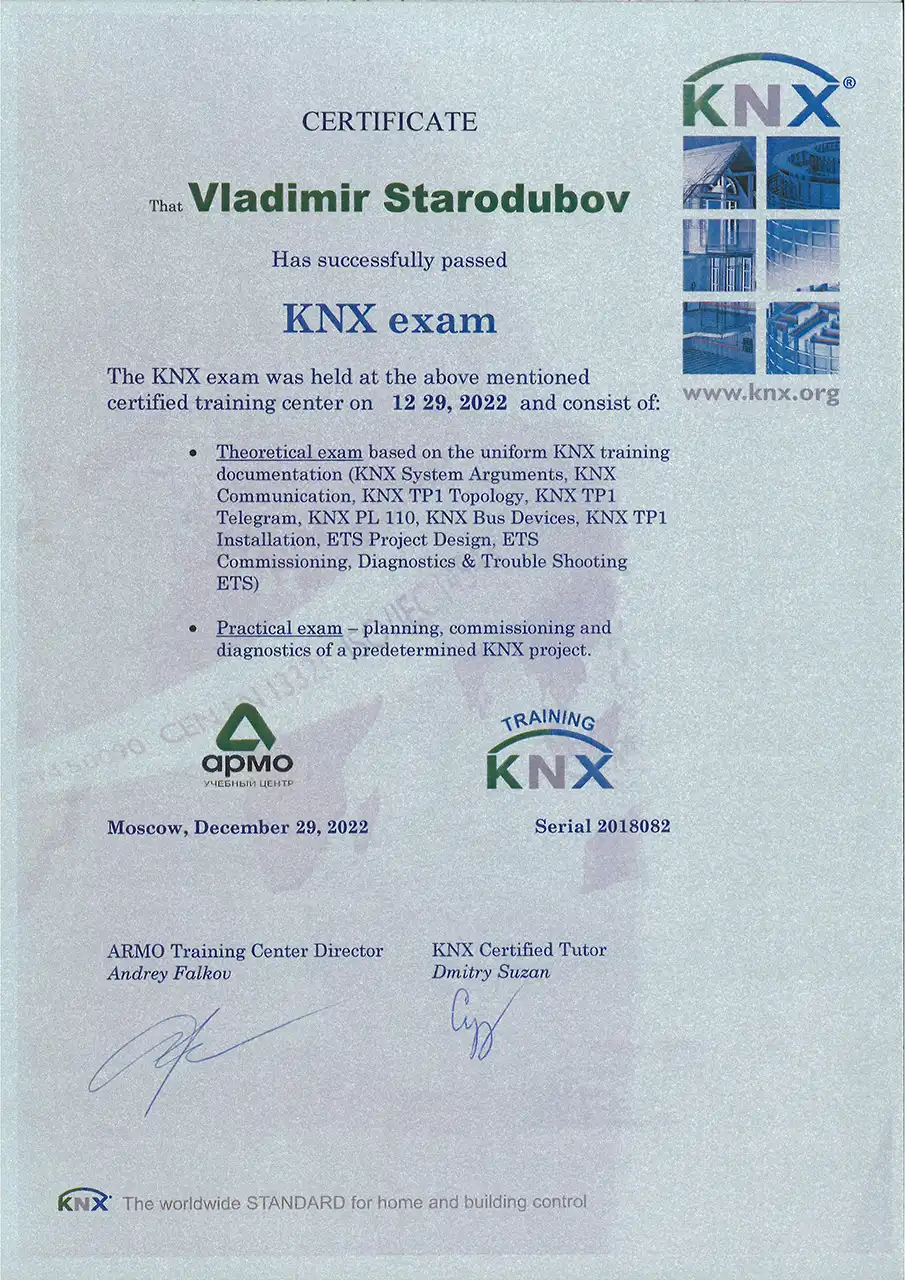 KNX®
CERTIFICATE
That Vladimir Starodubov
Has successfully passed
KNX exam
The KNX exam was held at the above mentioned
certified training center on 12 29, 2022 and consist of:
www.knx.org
• Theoretical exam based on the uniform KNX training
documentation (KNX System Arguments, KNX
Communication, KNX TP1 Topology, KNX TP1
Telegram, KNX PL 110, KNX Bus Devices, KNX TP1
Installation, ETS Project Design, ETS
Commissioning, Diagnostics & Trouble Shooting
ETS)
• Practical exam – planning, commissioning and
diagnostics of a predetermined KNX project.
армо
УЧЕБНЫЙ ЦЕНТР
TRAINING
KNX
Moscow, December 29, 2022
Serial 2018082
ARMO Training Center Director
Andrey Falkov
KNX Certified Tutor
Dmitry Suzan
KNX The worldwide STANDARD for home and building control